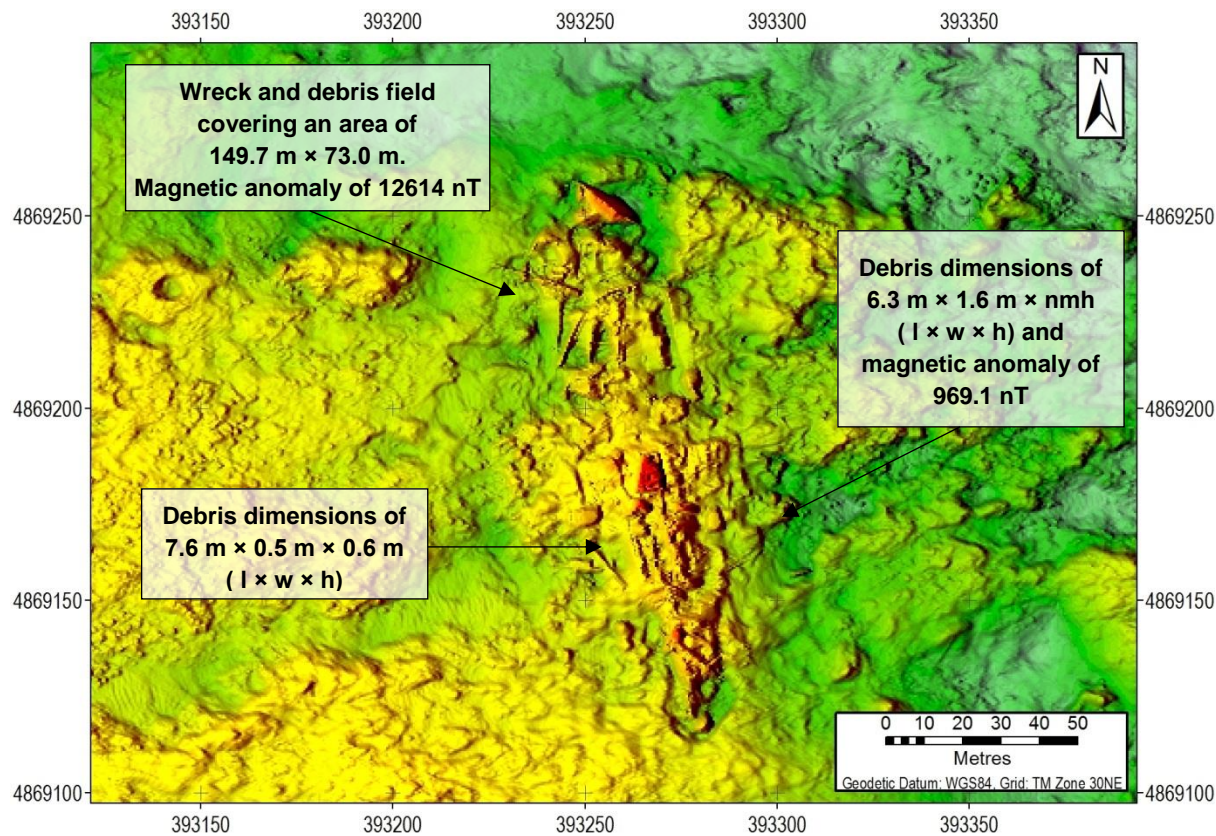 393150 393200 393250 393300 393350
N
Wreck and debris field
covering an area of
149.7 m × 73.0 m.
Magnetic anomaly of 12614 nT
4869250 4869250
Debris dimensions of
6.3 m × 1.6 m × nmh
( l × w × h) and
magnetic anomaly of
969.1 nT
4869200 4869200
Debris dimensions of
7.6 m × 0.5 m × 0.6 m
( l × w × h)
4869150 4869150
0 10 20 30 40 50
Metres
Geodetic Datum: WGS84, Grid: TM Zone 30NE
4869100 4869100
393150 393200 393250 393300 393350